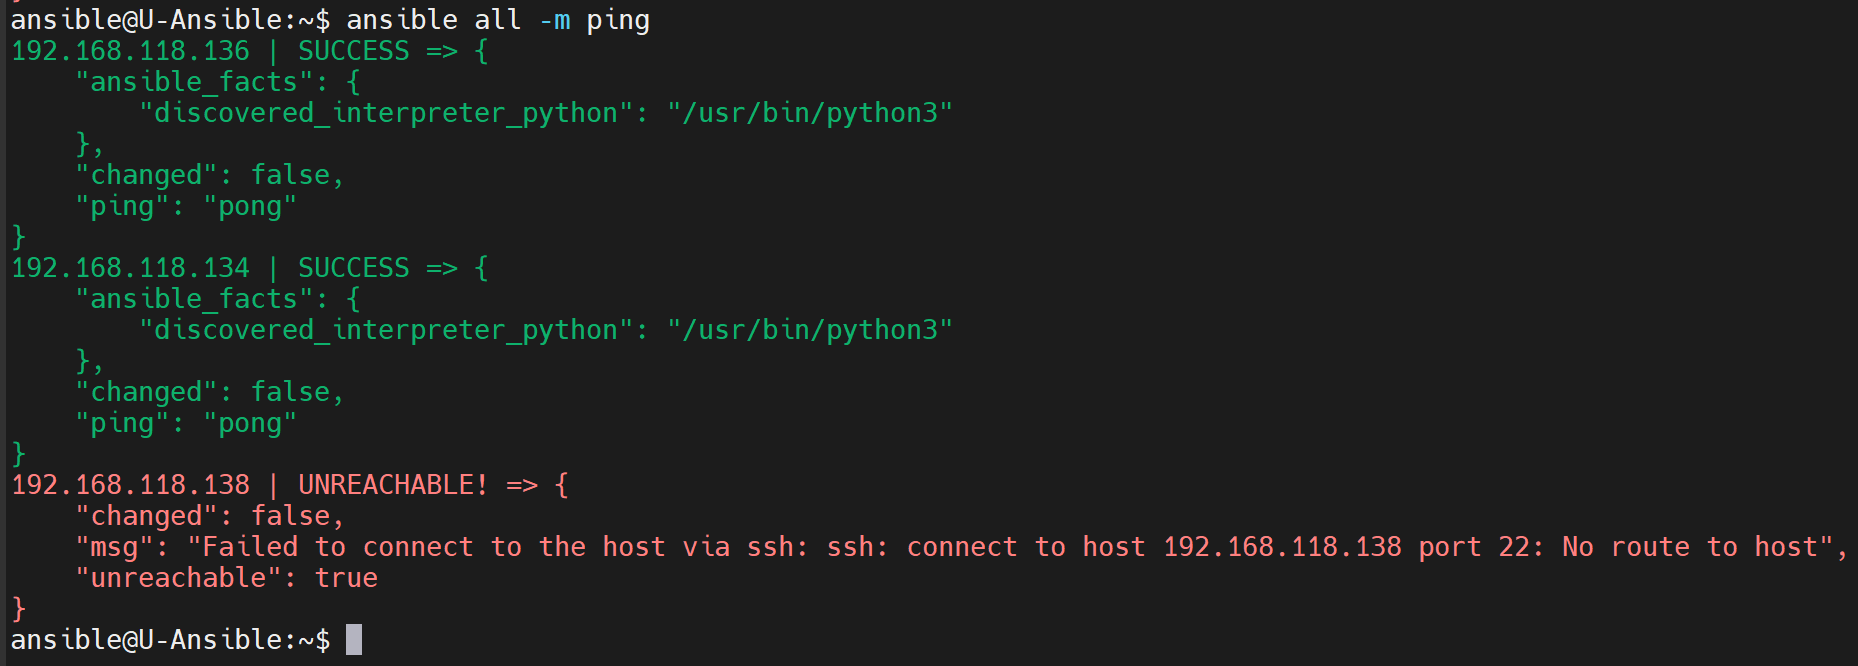 ansible@U-Ansible:~$ ansible all -m ping
192.168.118.136 | SUCCESS => {
    "ansible_facts": {
        "discovered_interpreter_python": "/usr/bin/python3"
    },
    "changed": false,
    "ping": "pong"
}
192.168.118.134 | SUCCESS => {
    "ansible_facts": {
        "discovered_interpreter_python": "/usr/bin/python3"
    },
    "changed": false,
    "ping": "pong"
}
192.168.118.138 | UNREACHABLE! => {
    "changed": false,
    "msg": "Failed to connect to the host via ssh: ssh: connect to host 192.168.118.138 port 22: No route to host",
    "unreachable": true
}
ansible@U-Ansible:~$